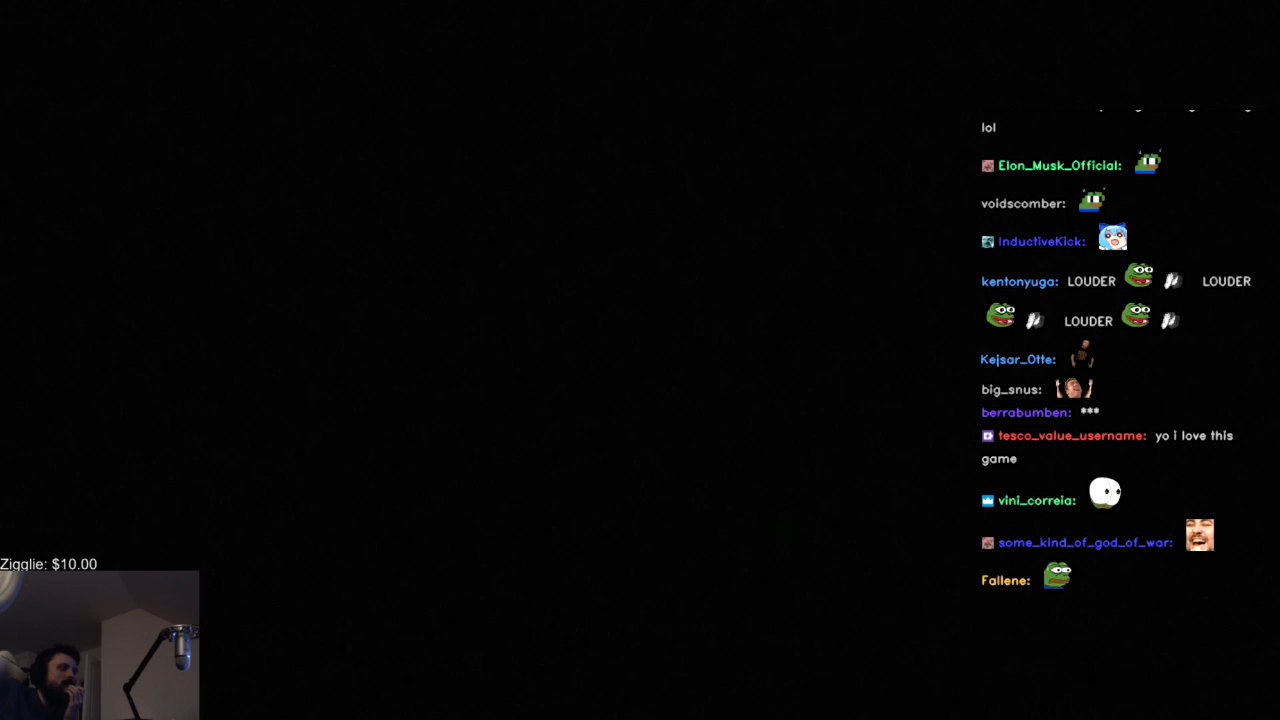 lol
Elon_Musk_Official:
voidscomber:
InductiveKick:
kentonyuga: LOUDER LOUDER
LOUDER
Kejsar_Otte:
big_snus:
berrabumben: ***
tesco_value_username: yo i love this
game
vini_correia:
some_kind_of_god_of_war:
Zigglie: $10.00
Fallene: